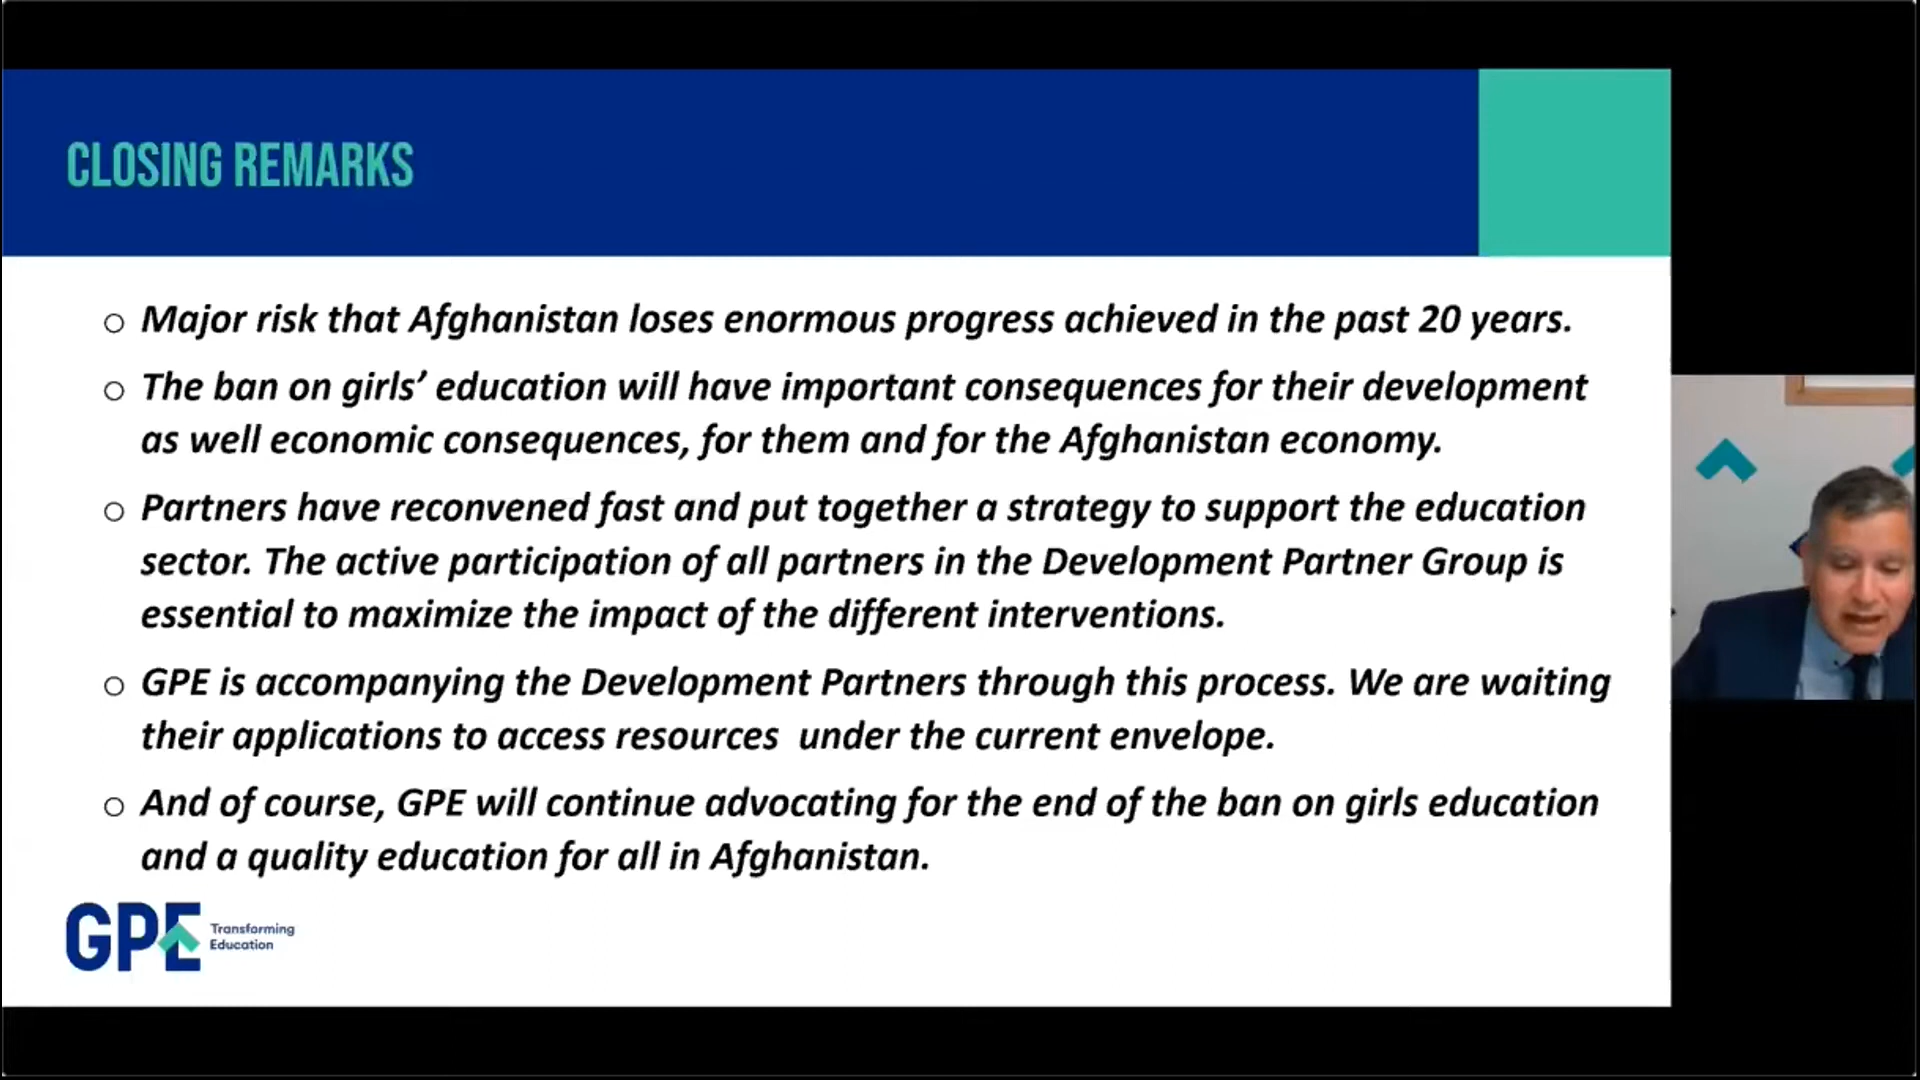 CLOSING REMARKS
○ Major risk that Afghanistan loses enormous progress achieved in the past 20 years.
○ The ban on girls’ education will have important consequences for their development
as well economic consequences, for them and for the Afghanistan economy.
○ Partners have reconvened fast and put together a strategy to support the education
sector. The active participation of all partners in the Development Partner Group is
essential to maximize the impact of the different interventions.
○ GPE is accompanying the Development Partners through this process. We are waiting
their applications to access resources  under the current envelope.
○ And of course, GPE will continue advocating for the end of the ban on girls education
and a quality education for all in Afghanistan.
GPE Transforming
Education